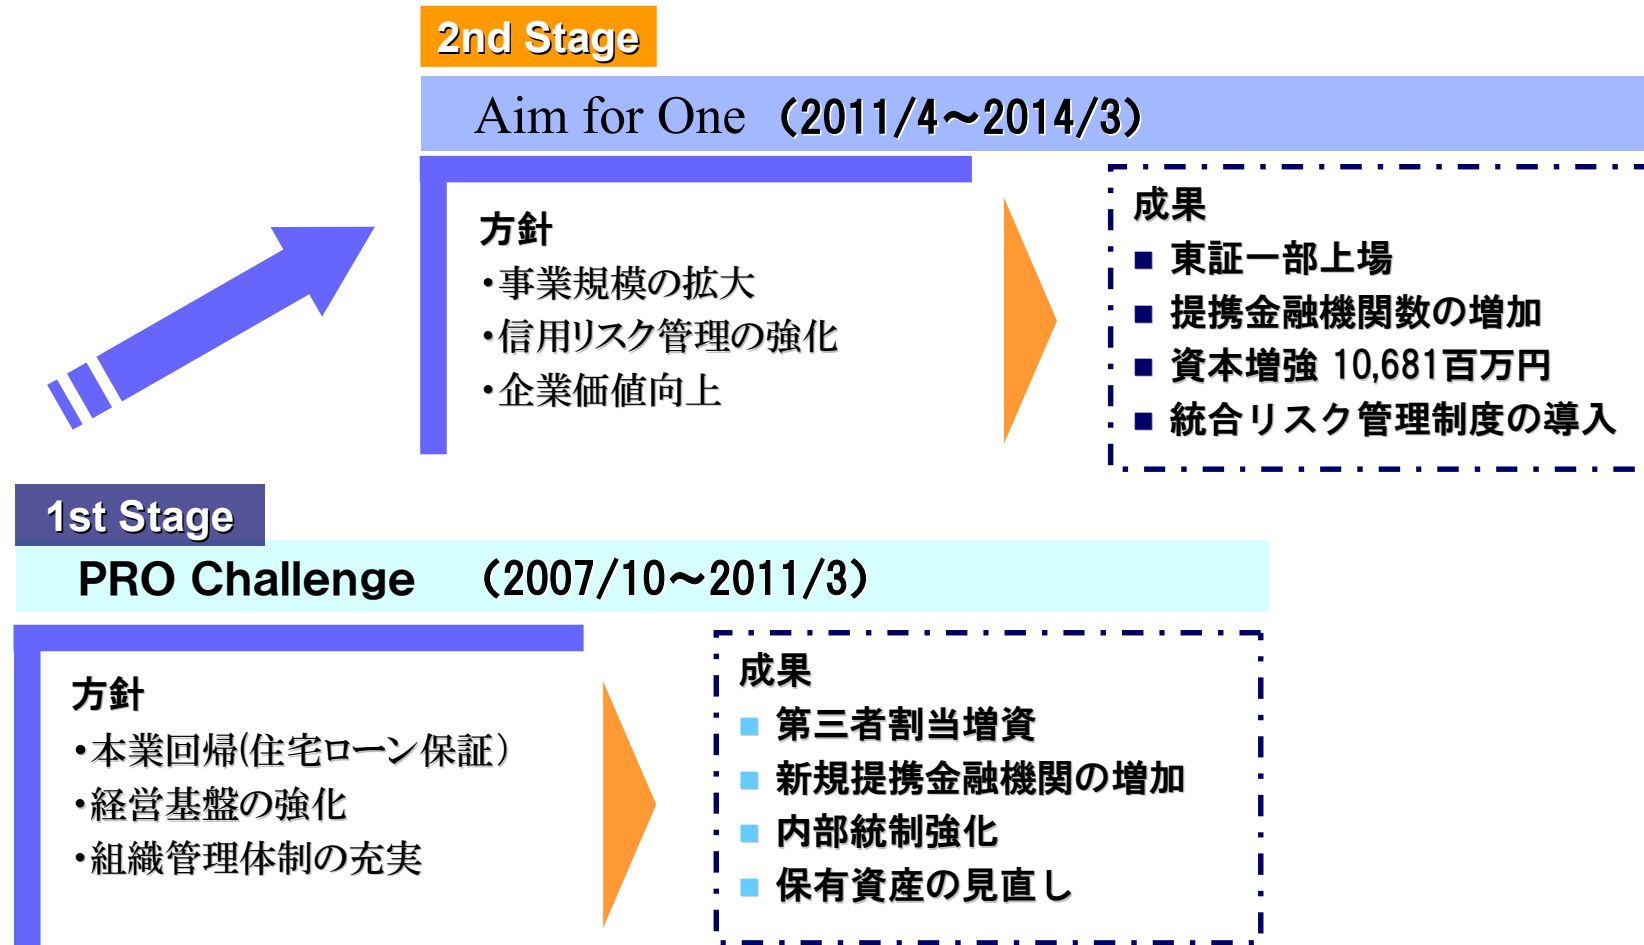 2nd Stage
Aim for One （2011/4～2014/3）
方針
・事業規模の拡大
・信用リスク管理の強化
・企業価値向上
成果
■ 東証一部上場
■ 提携金融機関数の増加
■ 資本増強 10,681百万円
■ 統合リスク管理制度の導入
1st Stage
PRO Challenge （2007/10～2011/3）
方針
・本業回帰(住宅ローン保証）
・経営基盤の強化
・組織管理体制の充実
成果
■ 第三者割当増資
■ 新規提携金融機関の増加
■ 内部統制強化
■ 保有資産の見直し